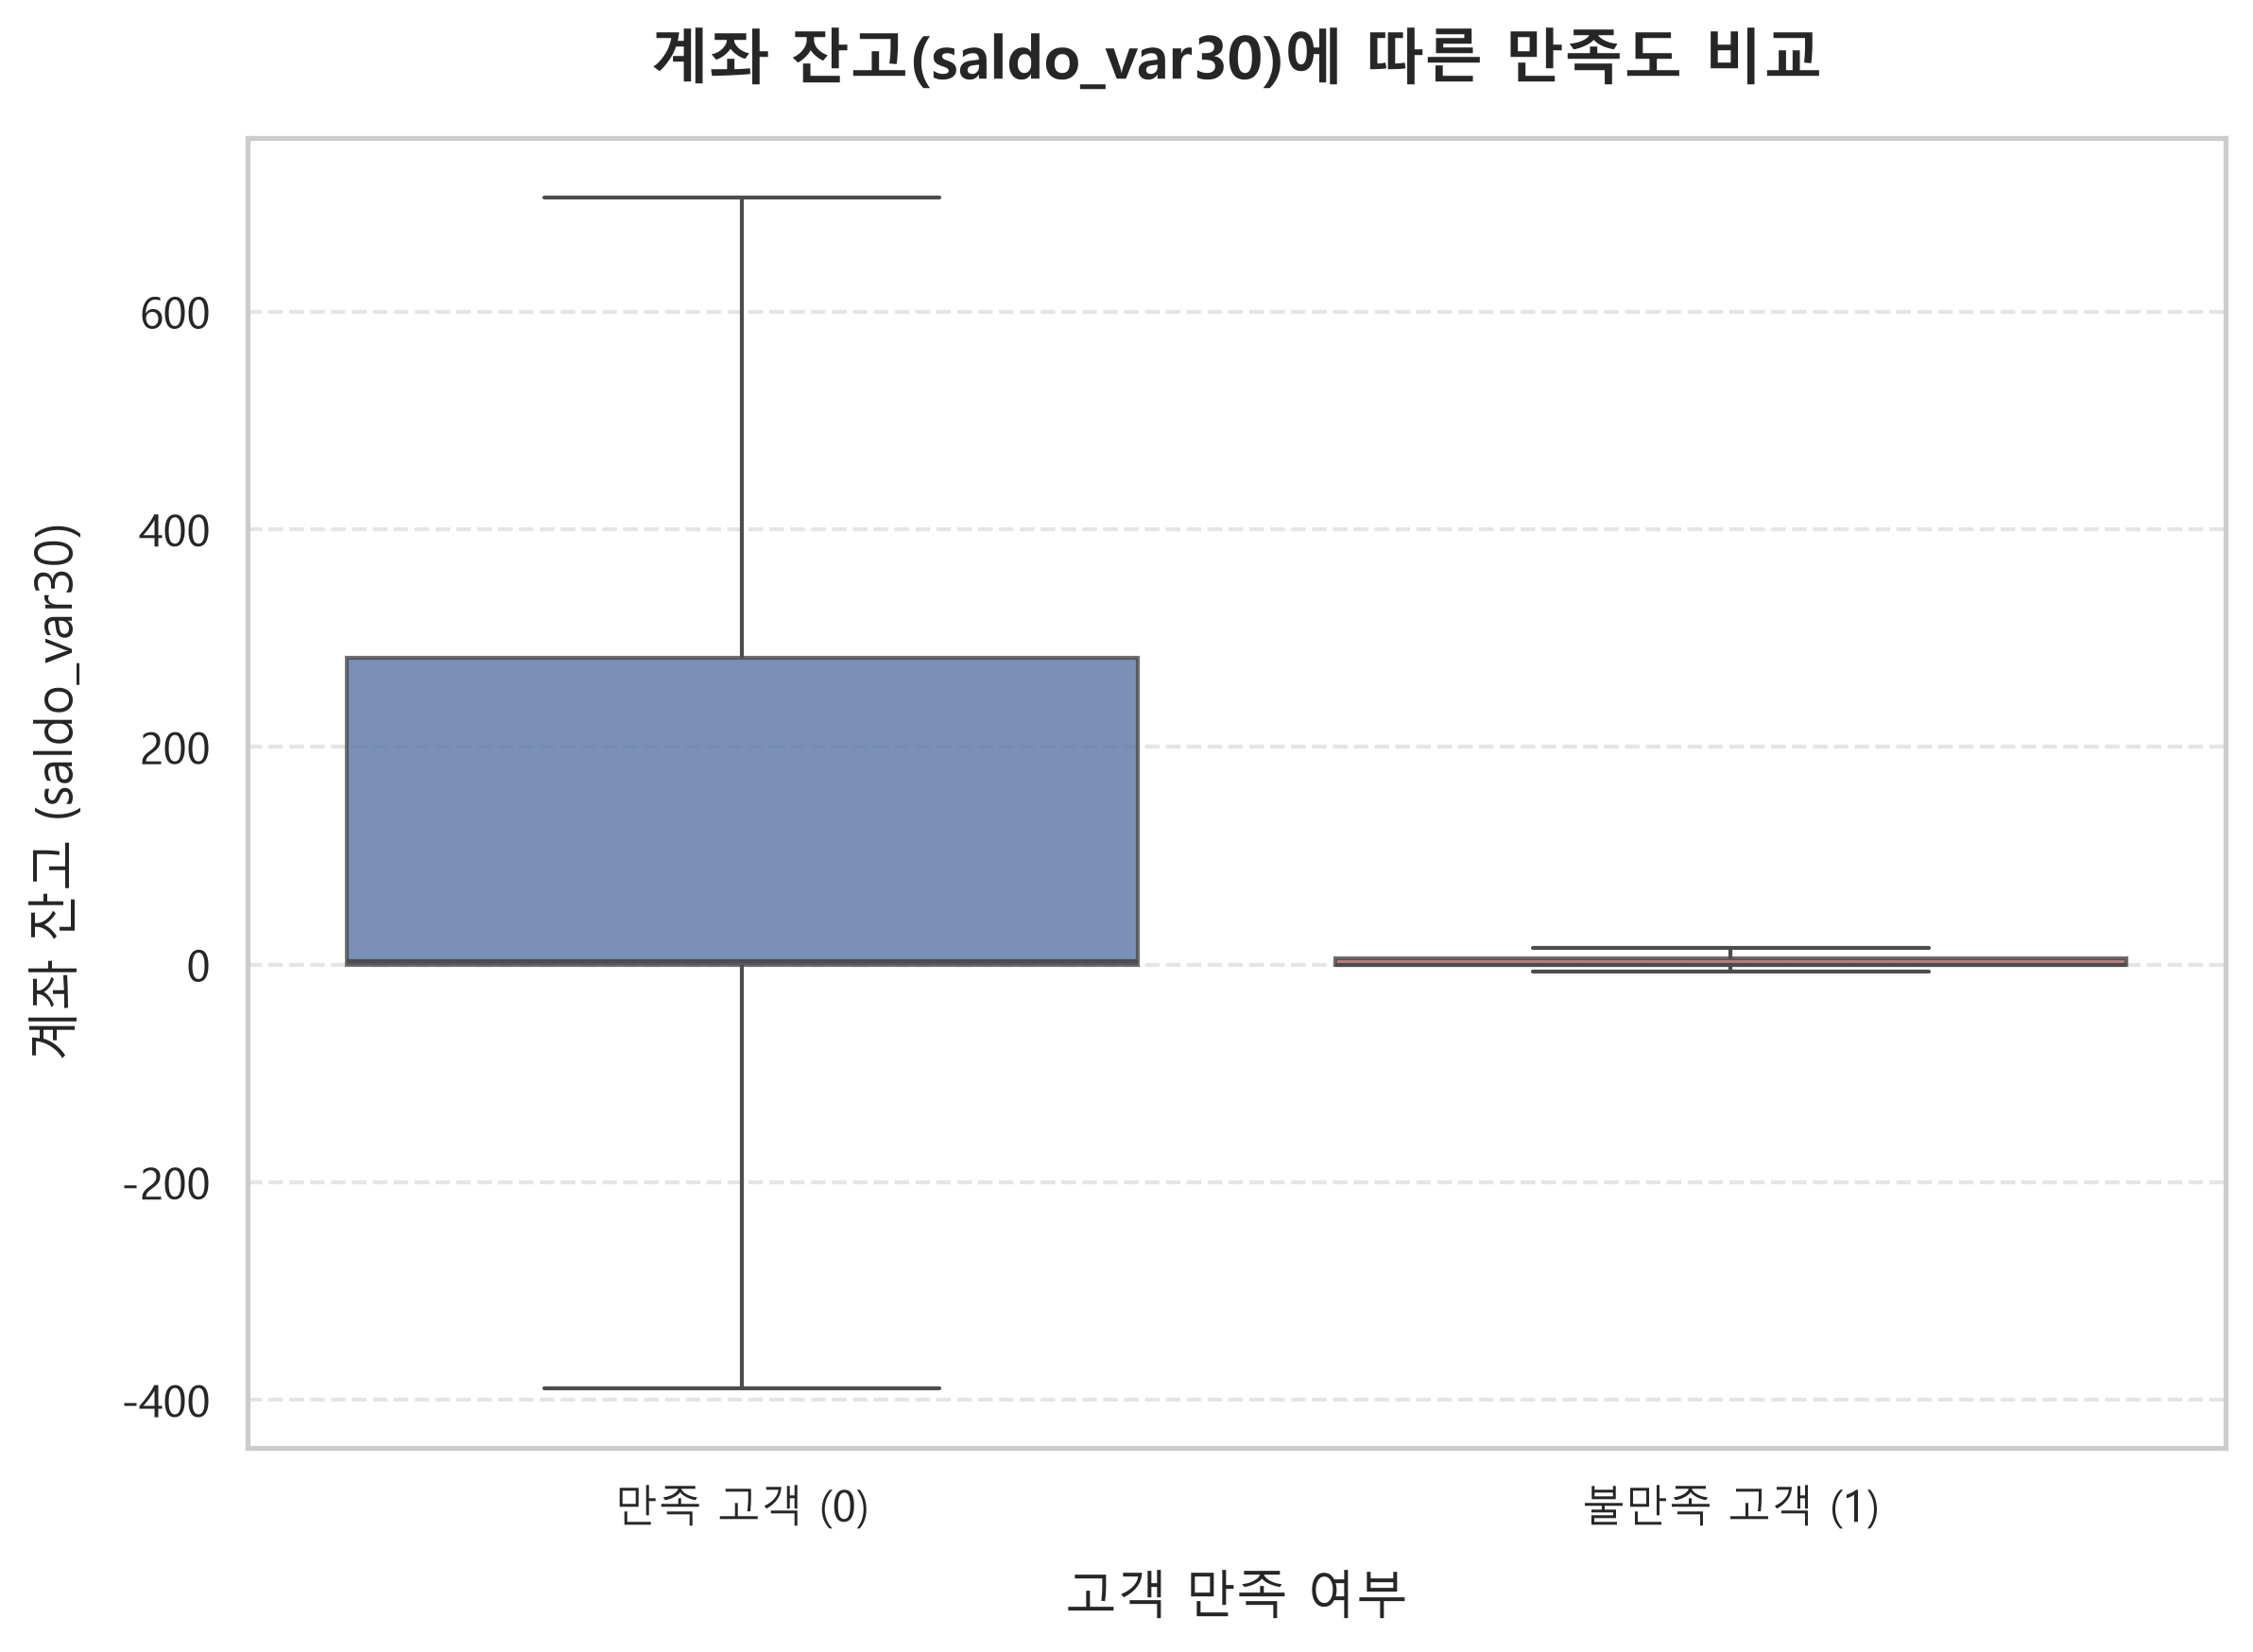 계좌 잔고(saldo_var30)에 따른 만족도 비교
계좌 잔고 (saldo_var30)
600
400
200
0
-200
-400
만족 고객 (0)
불만족 고객 (1)
고객 만족 여부